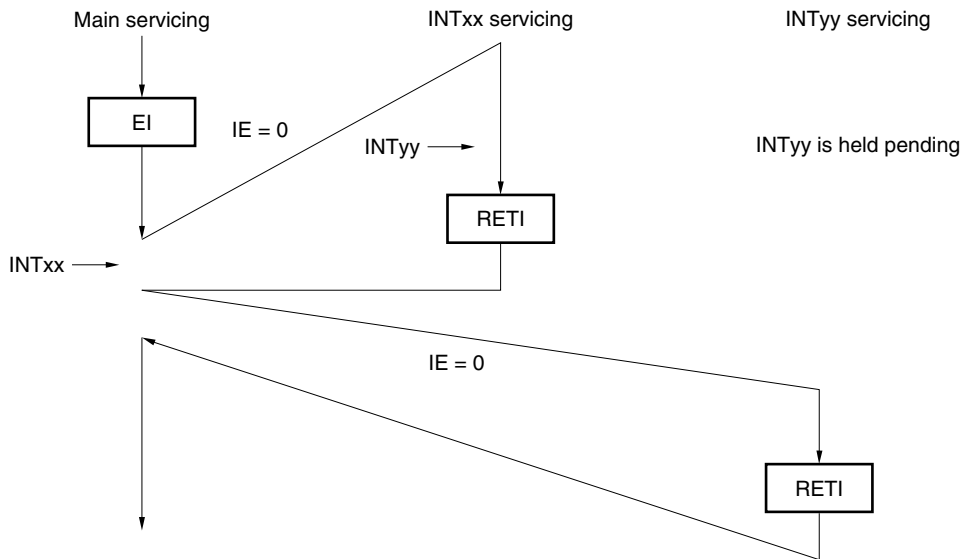 Main servicing
INTxx servicing
INTyy servicing
EI
IE = 0
INTyy
INTyy is held pending
RETI
INTxx
IE = 0
RETI